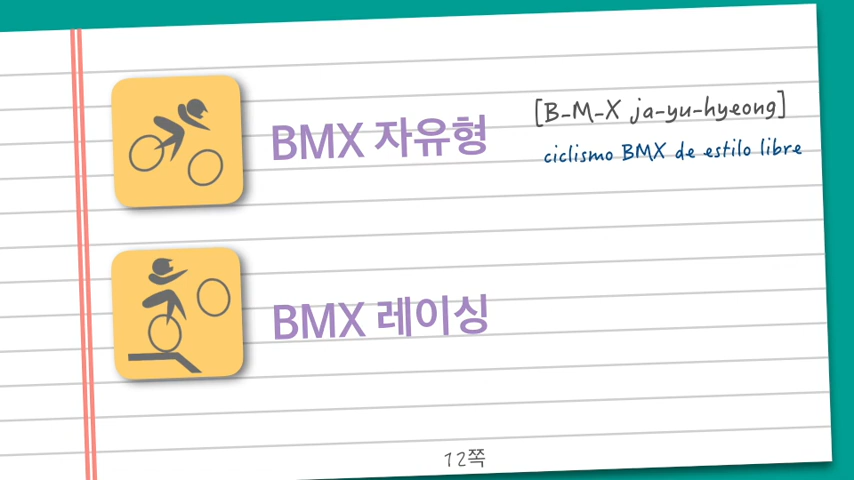 BMX 자유형
[B-M-X ja-yu-hyeong]
ciclismo BMX de estilo libre
BMX 레이싱
12쪽